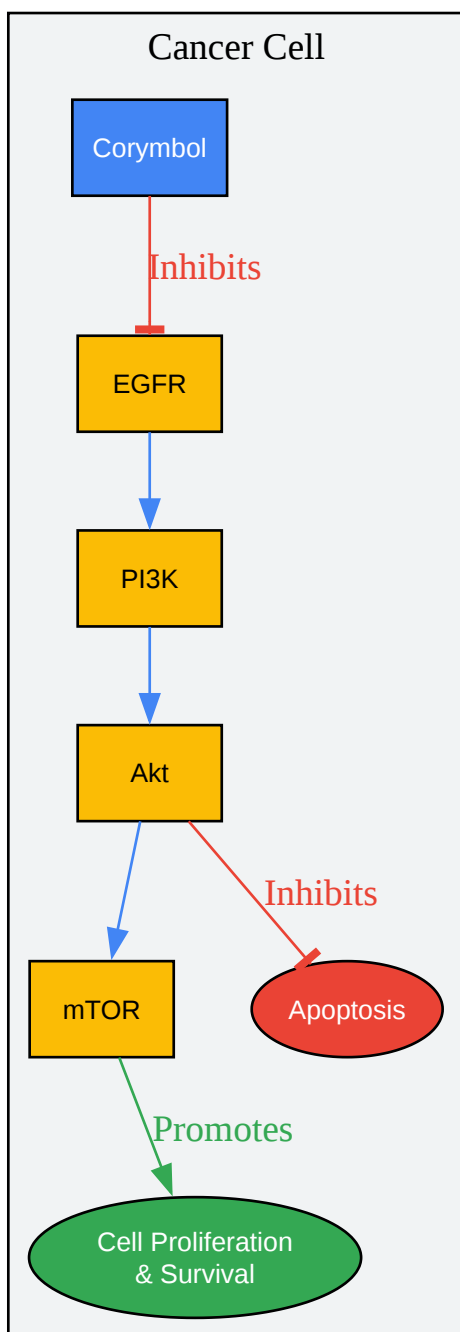 Cancer Cell
Corymbol
Inhibits
EGFR
PI3K
Akt
Inhibits
mTOR
Apoptosis
Promotes
Cell Proliferation
& Survival